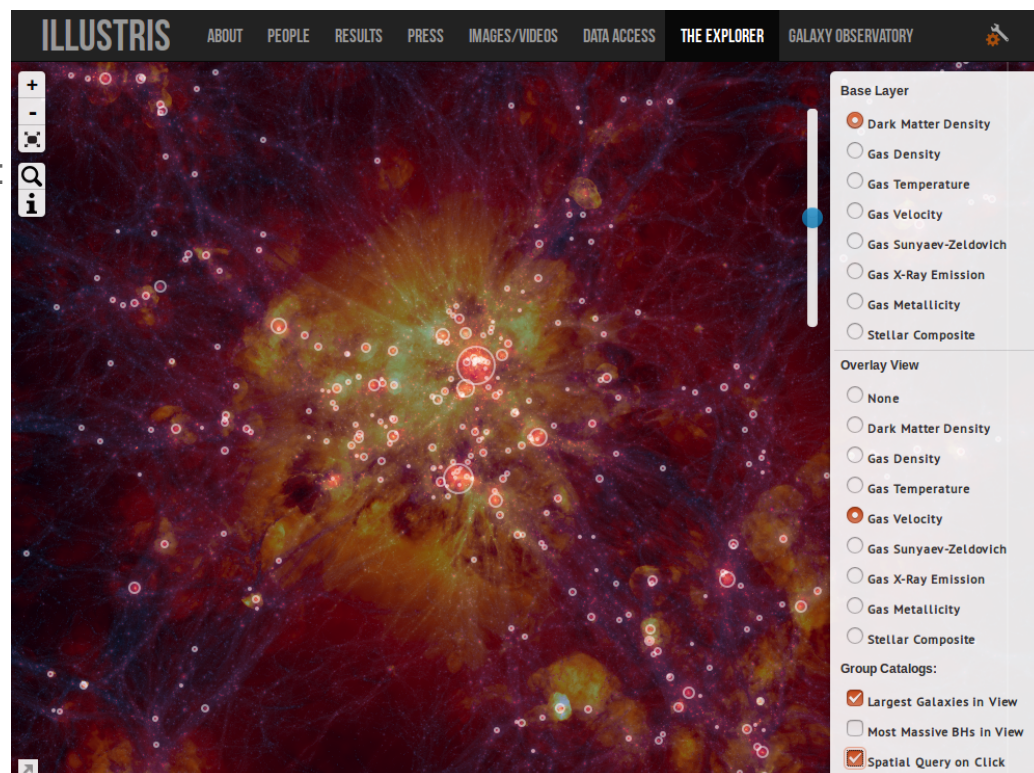 ILLUSTRIS ABOUT PEOPLE RESULTS PRESS IMAGES/VIDEOS DATA ACCESS THE EXPLORER GALAXY OBSERVATORY
+
-
i
Base Layer
Dark Matter Density
Gas Density
Gas Temperature
Gas Velocity
Gas Sunyaev-Zeldovich
Gas X-Ray Emission
Gas Metallicity
Stellar Composite
Overlay View
None
Dark Matter Density
Gas Density
Gas Temperature
Gas Velocity
Gas Sunyaev-Zeldovich
Gas X-Ray Emission
Gas Metallicity
Stellar Composite
Group Catalogs:
Largest Galaxies in View
Most Massive BHs in View
Spatial Query on Click